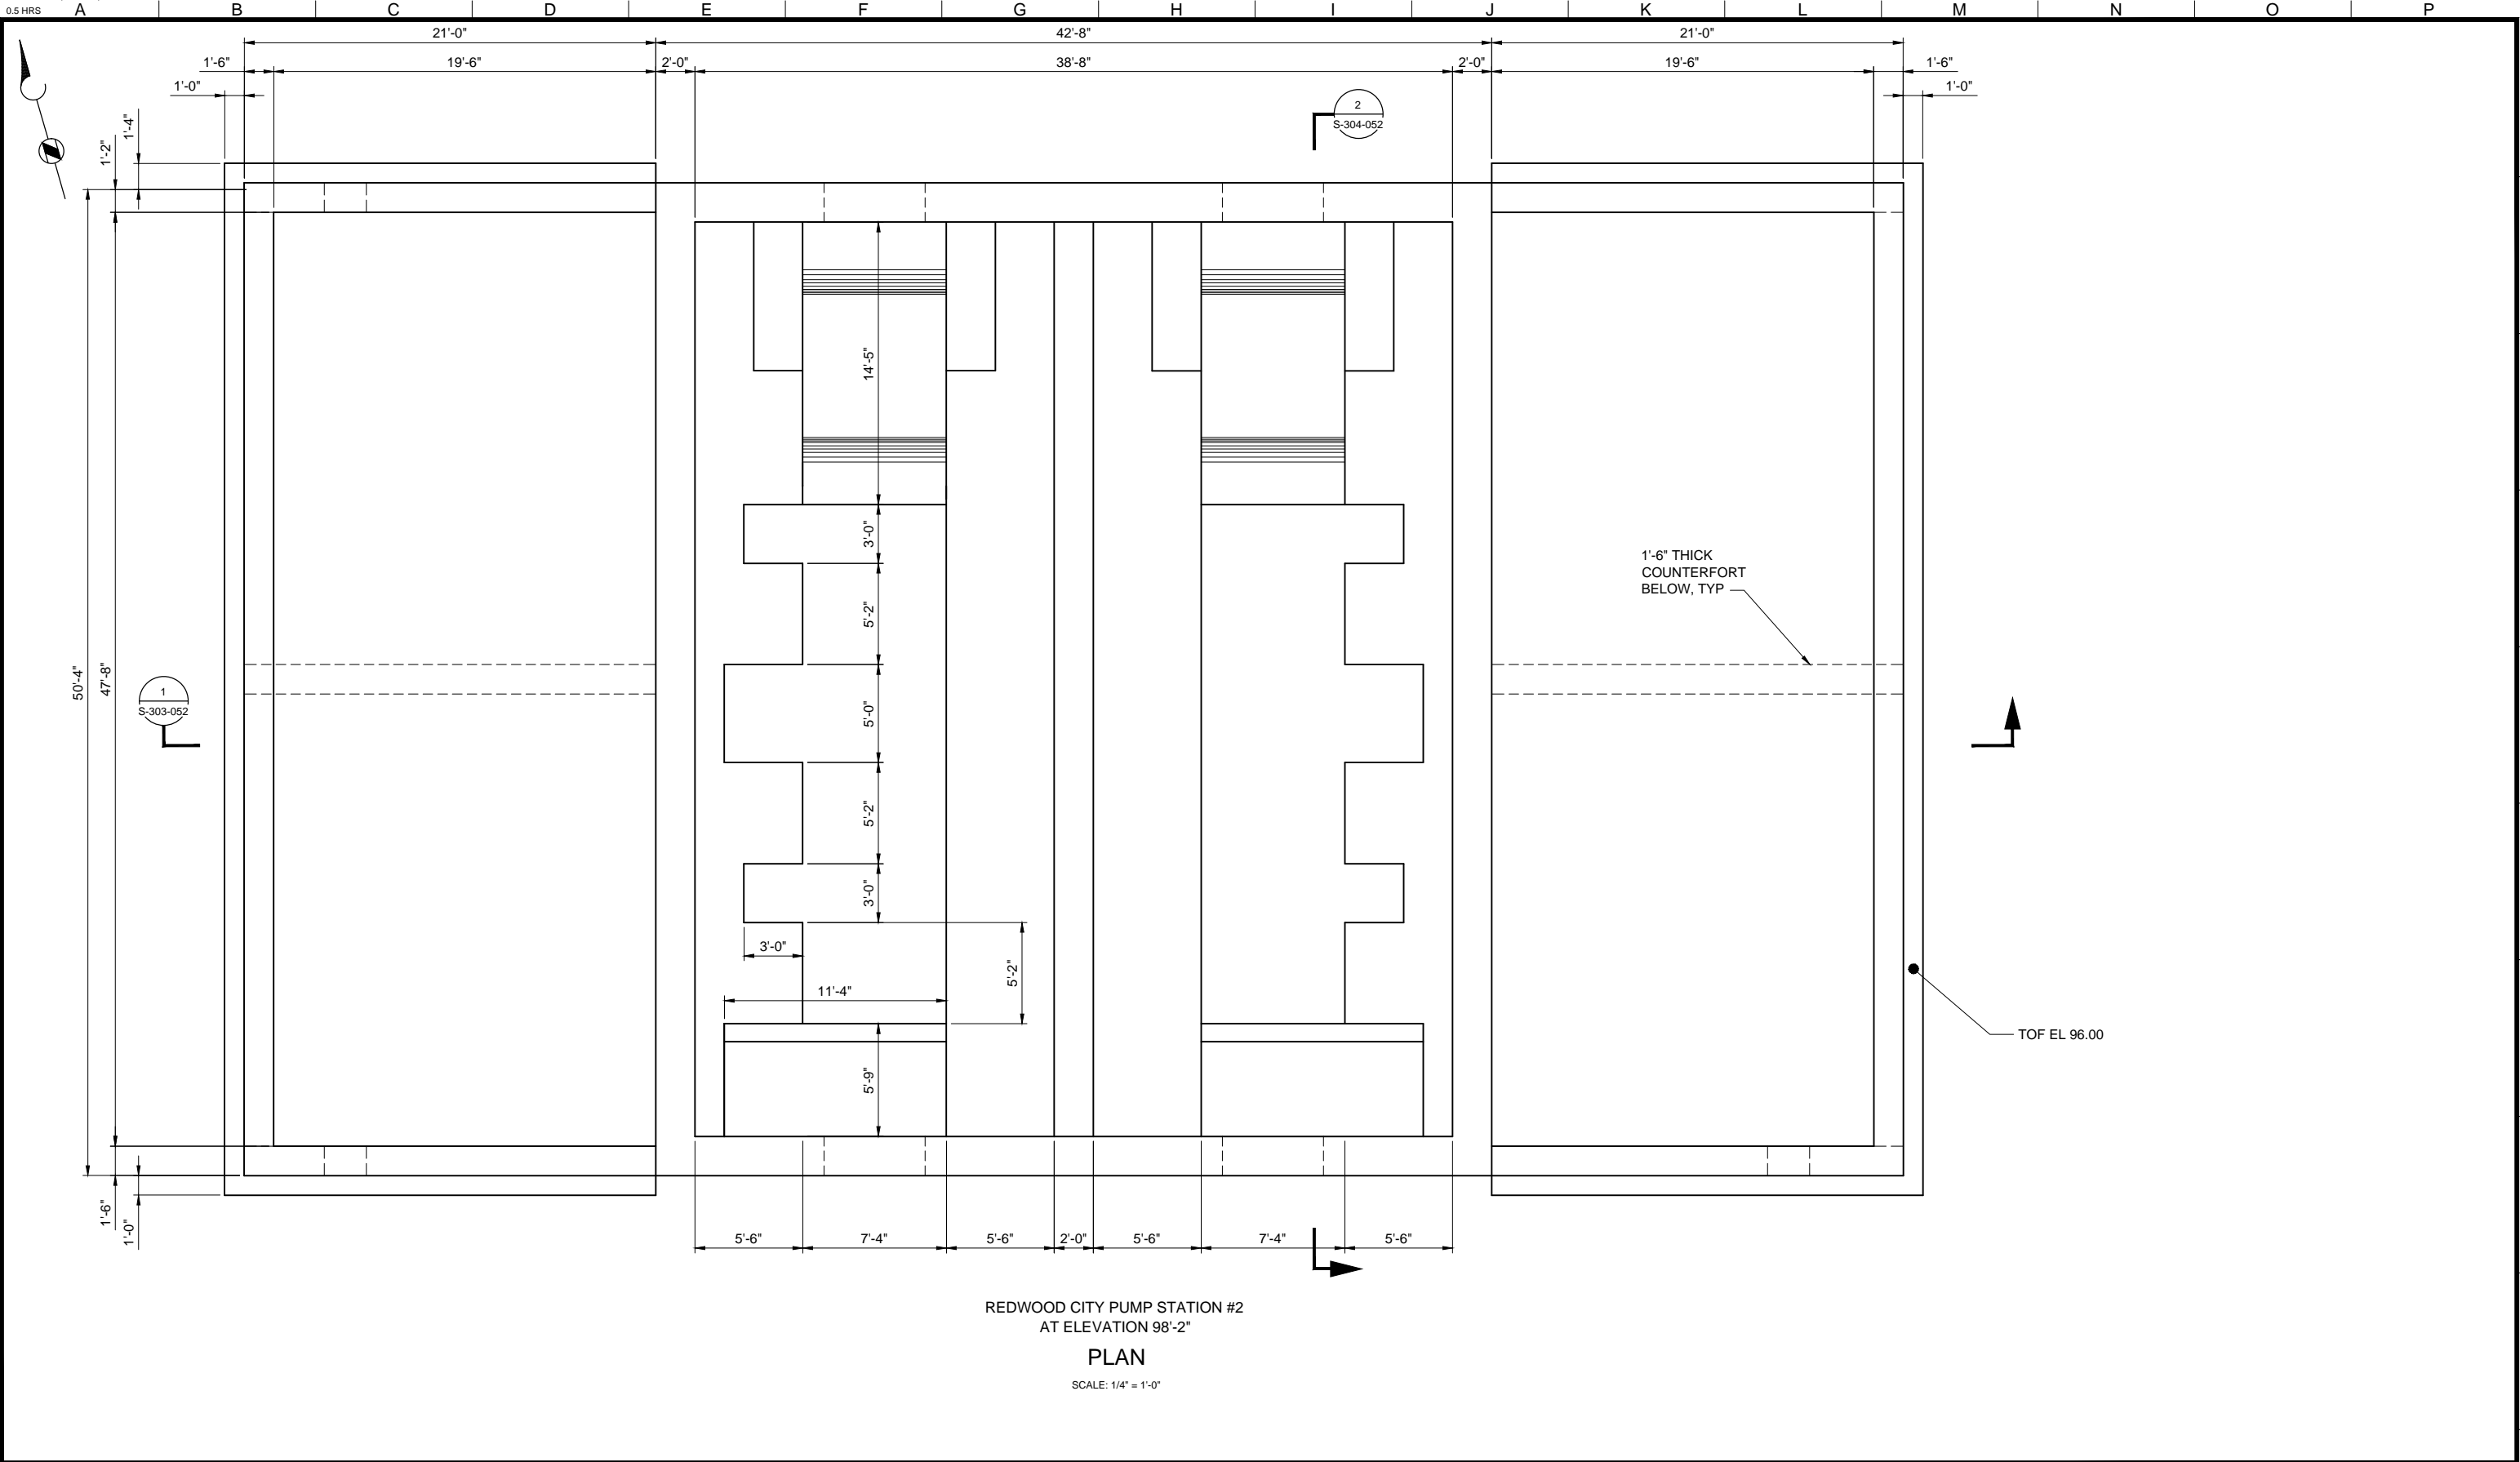 0.5 HRS
A B C D E F G H I J K L M N O P
21'-0" 42'-8" 21'-0"
1'-6" 19'-6" 2'-0" 38'-8" 2'-0" 19'-6" 1'-6"
1'-0" 1'-0"
1'-4"
1'-2"
2
S-304-052
14'-5"
3'-0"
1'-6" THICK
COUNTERFORT
BELOW, TYP
5'-2"
50'-4"
47'-8"
1
S-303-052
5'-0"
5'-2"
3'-0"
3'-0"
5'-2"
11'-4"
TOF EL 96.00
5'-9"
1'-6"
1'-0"
5'-6" 7'-4" 5'-6" 2'-0" 5'-6" 7'-4" 5'-6"
REDWOOD CITY PUMP STATION #2
AT ELEVATION 98'-2"
PLAN
SCALE: 1/4" = 1'-0"